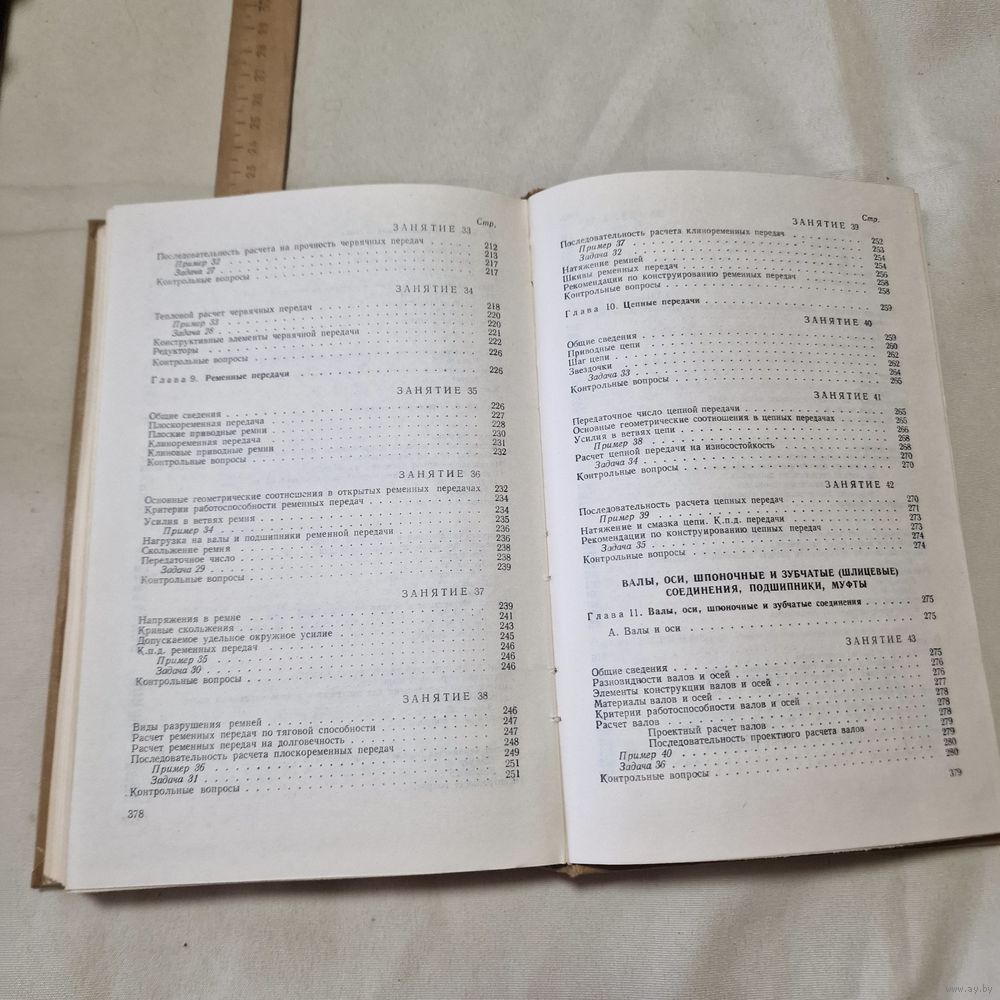 Стр.
ЗАНЯТИЕ 33
Последовательность расчета на прочность червячных передач . . . 212
Пример 32 . . . 213
Задача 27 . . . 217
Контрольные вопросы . . . 217
ЗАНЯТИЕ 34
Тепловой расчет червячных передач . . . 218
Пример 33 . . . 220
Задача 28 . . . 220
Конструктивные элементы червячной передачи . . . 221
Редукторы . . . 222
Контрольные вопросы . . . 226
Глава 9. Ременные передачи . . . 226
ЗАНЯТИЕ 35
Общие сведения . . . 226
Плоскоременная передача . . . 227
Плоские приводные ремни . . . 228
Клиноременная передача . . . 230
Клиновые приводные ремни . . . 231
Контрольные вопросы . . . 232
ЗАНЯТИЕ 36
Основные геометрические соотношения в открытых ременных передачах 232
Критерии работоспособности ременных передач . . . 234
Усилия в ветвях ремня . . . 234
Пример 34 . . . 235
Нагрузка на валы и подшипники ременной передачи . . . 236
Скольжение ремня . . . 236
Передаточное число . . . 238
Задача 29 . . . 238
Контрольные вопросы . . . 239
ЗАНЯТИЕ 37
Напряжения в ремне . . . 239
Кривые скольжения . . . 241
Допускаемое удельное окружное усилие . . . 243
К.п.д. ременных передач . . . 245
Пример 35 . . . 246
Задача 30 . . . 246
Контрольные вопросы . . . 246
ЗАНЯТИЕ 38
Виды разрушения ремней . . . 246
Расчет ременных передач по тяговой способности . . . 247
Расчет ременных передач на долговечность . . . 247
Последовательность расчета плоскоременных передач . . . 248
Пример 36 . . . 249
Задача 31 . . . 251
Контрольные вопросы . . . 251
378
Стр.
ЗАНЯТИЕ 39
Последовательность расчета клиноременных передач . . . 252
Пример 37 . . . 253
Задача 32 . . . 254
Натяжение ремней . . . 254
Шкивы ременных передач . . . 256
Рекомендации по конструированию ременных передач . . . 258
Контрольные вопросы . . . 258
Глава 10. Цепные передачи . . . 259
ЗАНЯТИЕ 40
Общие сведения . . . 259
Приводные цепи . . . 260
Шаг цепи . . . 262
Звездочки . . . 262
Задача 33 . . . 264
Контрольные вопросы . . . 265
ЗАНЯТИЕ 41
Передаточное число цепной передачи . . . 265
Основные геометрические соотношения в цепных передачах . . . 265
Усилия в ветвях цепи . . . 266
Пример 38 . . . 268
Расчет цепной передачи на износостойкость . . . 268
Задача 34 . . . 270
Контрольные вопросы . . . 270
ЗАНЯТИЕ 42
Последовательность расчета цепных передач . . . 270
Пример 39 . . . 271
Натяжение и смазка цепи. К.п.д. передачи . . . 273
Рекомендации по конструированию цепных передач . . . 273
Задача 35 . . . 274
Контрольные вопросы . . . 274
ВАЛЫ, ОСИ, ШПОНОЧНЫЕ И ЗУБЧАТЫЕ (ШЛИЦЕВЫЕ)
СОЕДИНЕНИЯ, ПОДШИПНИКИ, МУФТЫ
Глава 11. Валы, оси, шпоночные и зубчатые соединения . . . 275
А. Валы и оси . . . 275
ЗАНЯТИЕ 43
Общие сведения . . . 275
Разновидности валов и осей . . . 276
Элементы конструкции валов и осей . . . 276
Материалы валов и осей . . . 277
Критерии работоспособности валов и осей . . . 278
Расчет валов . . . 278
Проектный расчет валов . . . 278
Последовательность проектного расчета валов . . . 279
Пример 40 . . . 279
Задача 36 . . . 280
Контрольные вопросы . . . 280
379
www.ay.by